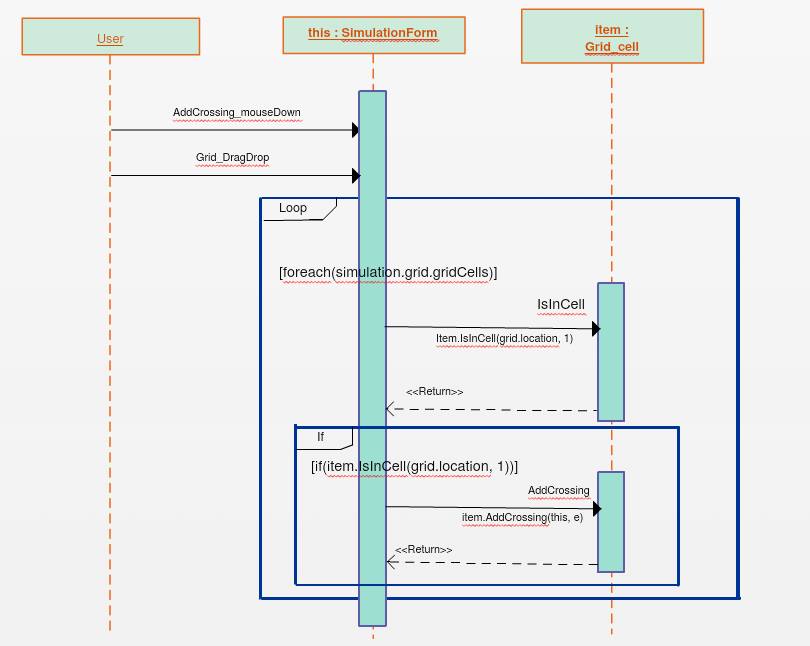 User
this : SimulationForm
item :
Grid_cell
AddCrossing_mouseDown
Grid_DragDrop
Loop
[foreach(simulation.grid.gridCells)]
IsInCell
Item.IsInCell(grid.location, 1)
<<Return>>
If
[if(item.IsInCell(grid.location, 1))]
AddCrossing
item.AddCrossing(this, e)
<<Return>>